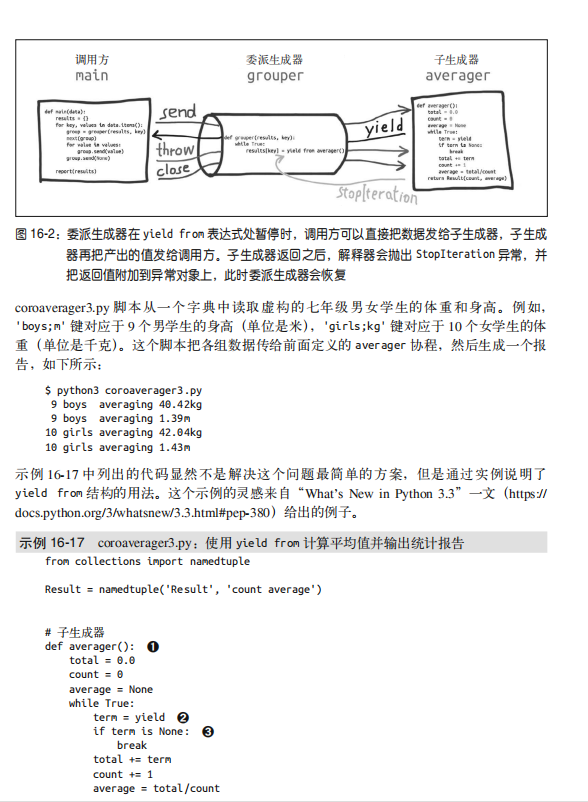 调用方
main
委派生成器
grouper
子生成器
averager
def main(data):
results = {}
for key, values in data.items():
group = grouper(results, key)
next(group)
for value in values:
group.send(value)
group.send(None)
report(results)
send
throw
close
def grouper(results, key):
while True:
results[key] = yield from averager()
yield
StopIteration
def averager():
total = 0.0
count = 0
average = None
while True:
term = yield
if term is None:
break
total += term
count += 1
average = total/count
return Result(count, average)
图 16-2：委派生成器在 yield from 表达式处暂停时，调用方可以直接把数据发给子生成器，子生成
器再把产出的值发给调用方。子生成器返回之后，解释器会抛出 StopIteration 异常，并
把返回值附加到异常对象上，此时委派生成器会恢复
coroaverager3.py 脚本从一个字典中读取虚构的七年级男女学生的体重和身高。例如，
'boys;m' 键对应于 9 个男学生的身高（单位是米），'girls;kg' 键对应于 10 个女学生的体
重（单位是千克）。这个脚本把各组数据传给前面定义的 averager 协程，然后生成一个报
告，如下所示：
$ python3 coroaverager3.py
9 boys  averaging 40.42kg
9 boys  averaging 1.39m
10 girls averaging 42.04kg
10 girls averaging 1.43m
示例 16-17 中列出的代码显然不是解决这个问题最简单的方案，但是通过实例说明了
yield from 结构的用法。这个示例的灵感来自“What's New in Python 3.3”一文（https://
docs.python.org/3/whatsnew/3.3.html#pep-380）给出的例子。
示例 16-17 coroaverager3.py：使用 yield from 计算平均值并输出统计报告
from collections import namedtuple
Result = namedtuple('Result', 'count average')
# 子生成器
def averager(): ❶
total = 0.0
count = 0
average = None
while True:
term = yield ❷
if term is None: ❸
break
total += term
count += 1
average = total/count